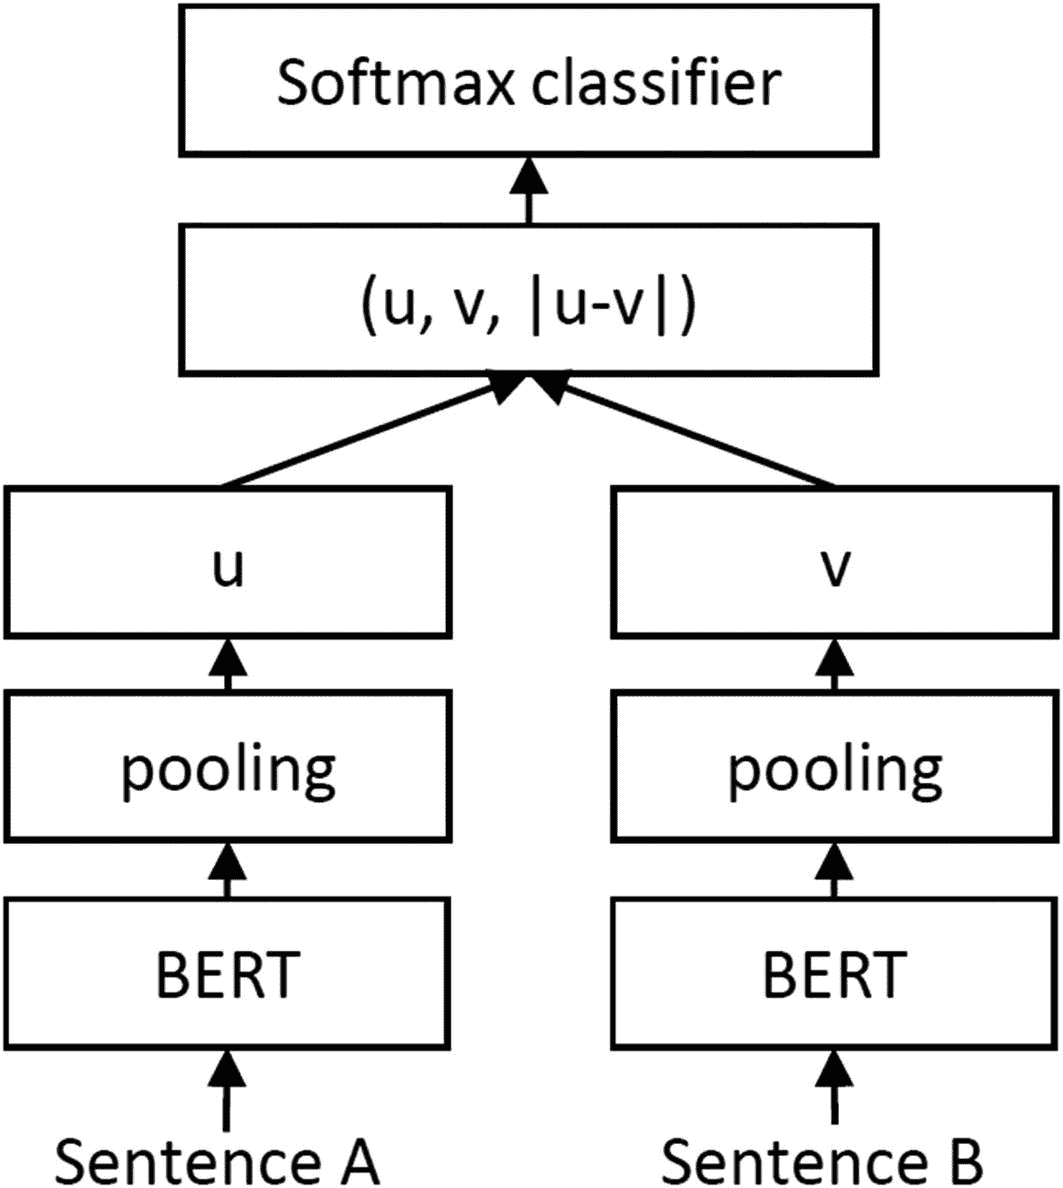 Softmax classifier
(u, v, |u-v|)
u
v
pooling
pooling
BERT
BERT
Sentence A
Sentence B